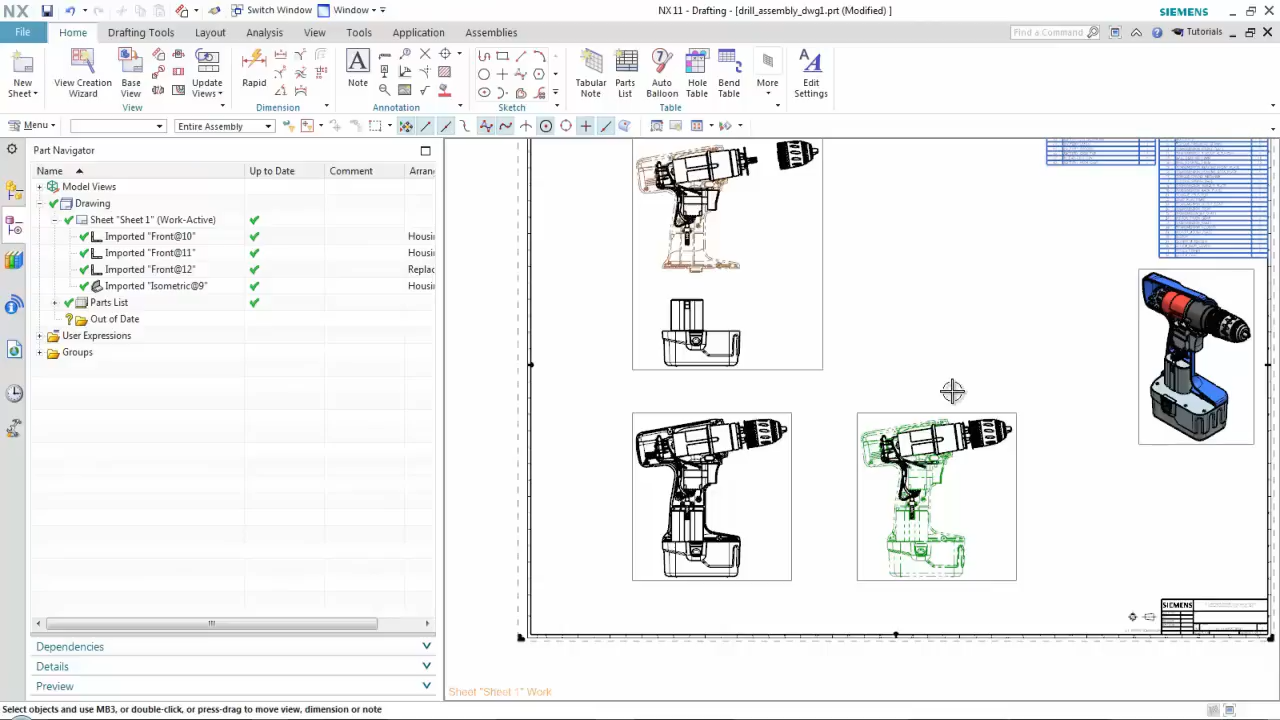 NX
Switch Window
Window
NX 11 - Drafting - [drill_assembly_dwg1.prt (Modified) ]
SIEMENS
File
Home
Drafting Tools
Layout
Analysis
View
Tools
Application
Assemblies
Find a Command
Tutorials
New
Sheet
View Creation
Wizard
Base
View
Update
Views
View
Rapid
Dimension
Note
Annotation
Sketch
Tabular
Note
Parts
List
Auto
Balloon
Hole
Table
Bend
Table
More
Table
Edit
Settings
Menu
Entire Assembly
Part Navigator
Name
Up to Date
Comme
Arrang
Model Views
Drawing
Sheet "Sheet 1" (Work-Active)
Imported "Front@10"
Housi
Imported "Front@11"
Housi
Imported "Front@12"
Replac
Imported "Isometric@9"
Housi
Parts List
Out of Date
User Expressions
Groups
Dependencies
Details
Preview
SIEMENS
Sheet "Sheet 1" Work
Select objects and use MB3, or double-click, or press-drag to move view, dimension or note